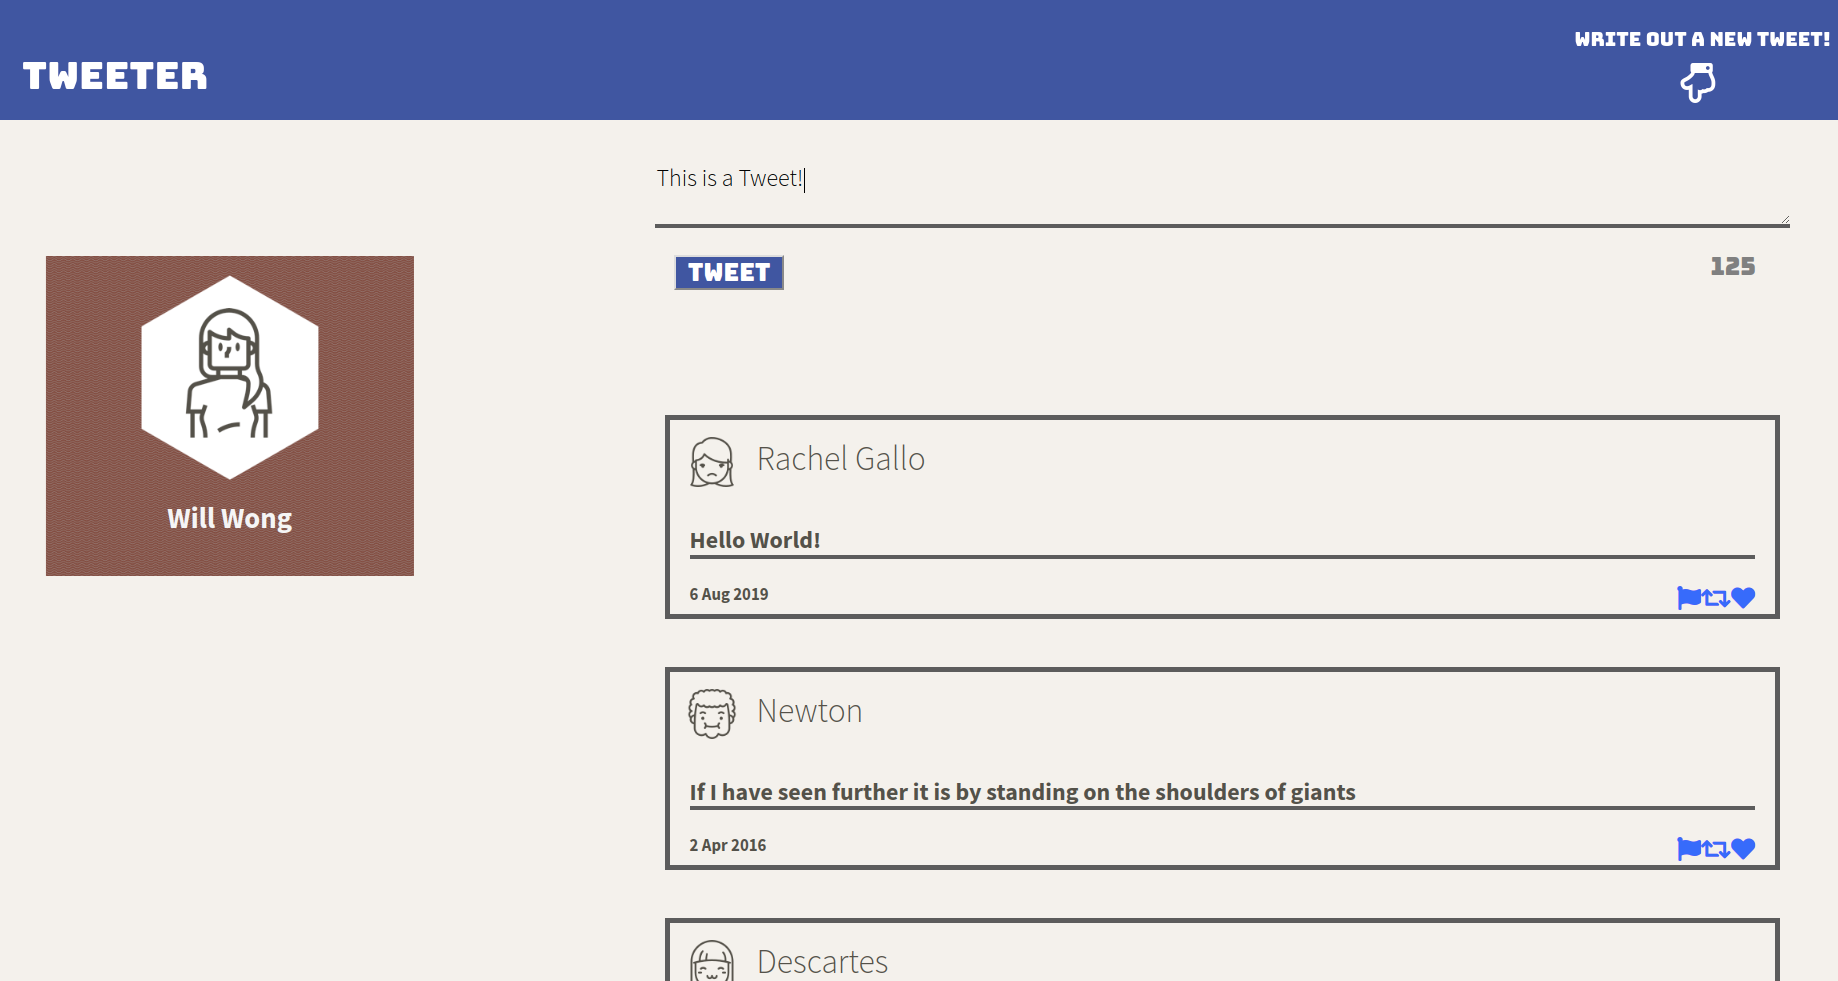 WRITE OUT A NEW TWEET!
TWEETER
This is a Tweet!
TWEET
125
Will Wong
Rachel Gallo
Hello World!
6 Aug 2019
Newton
If I have seen further it is by standing on the shoulders of giants
2 Apr 2016
Descartes